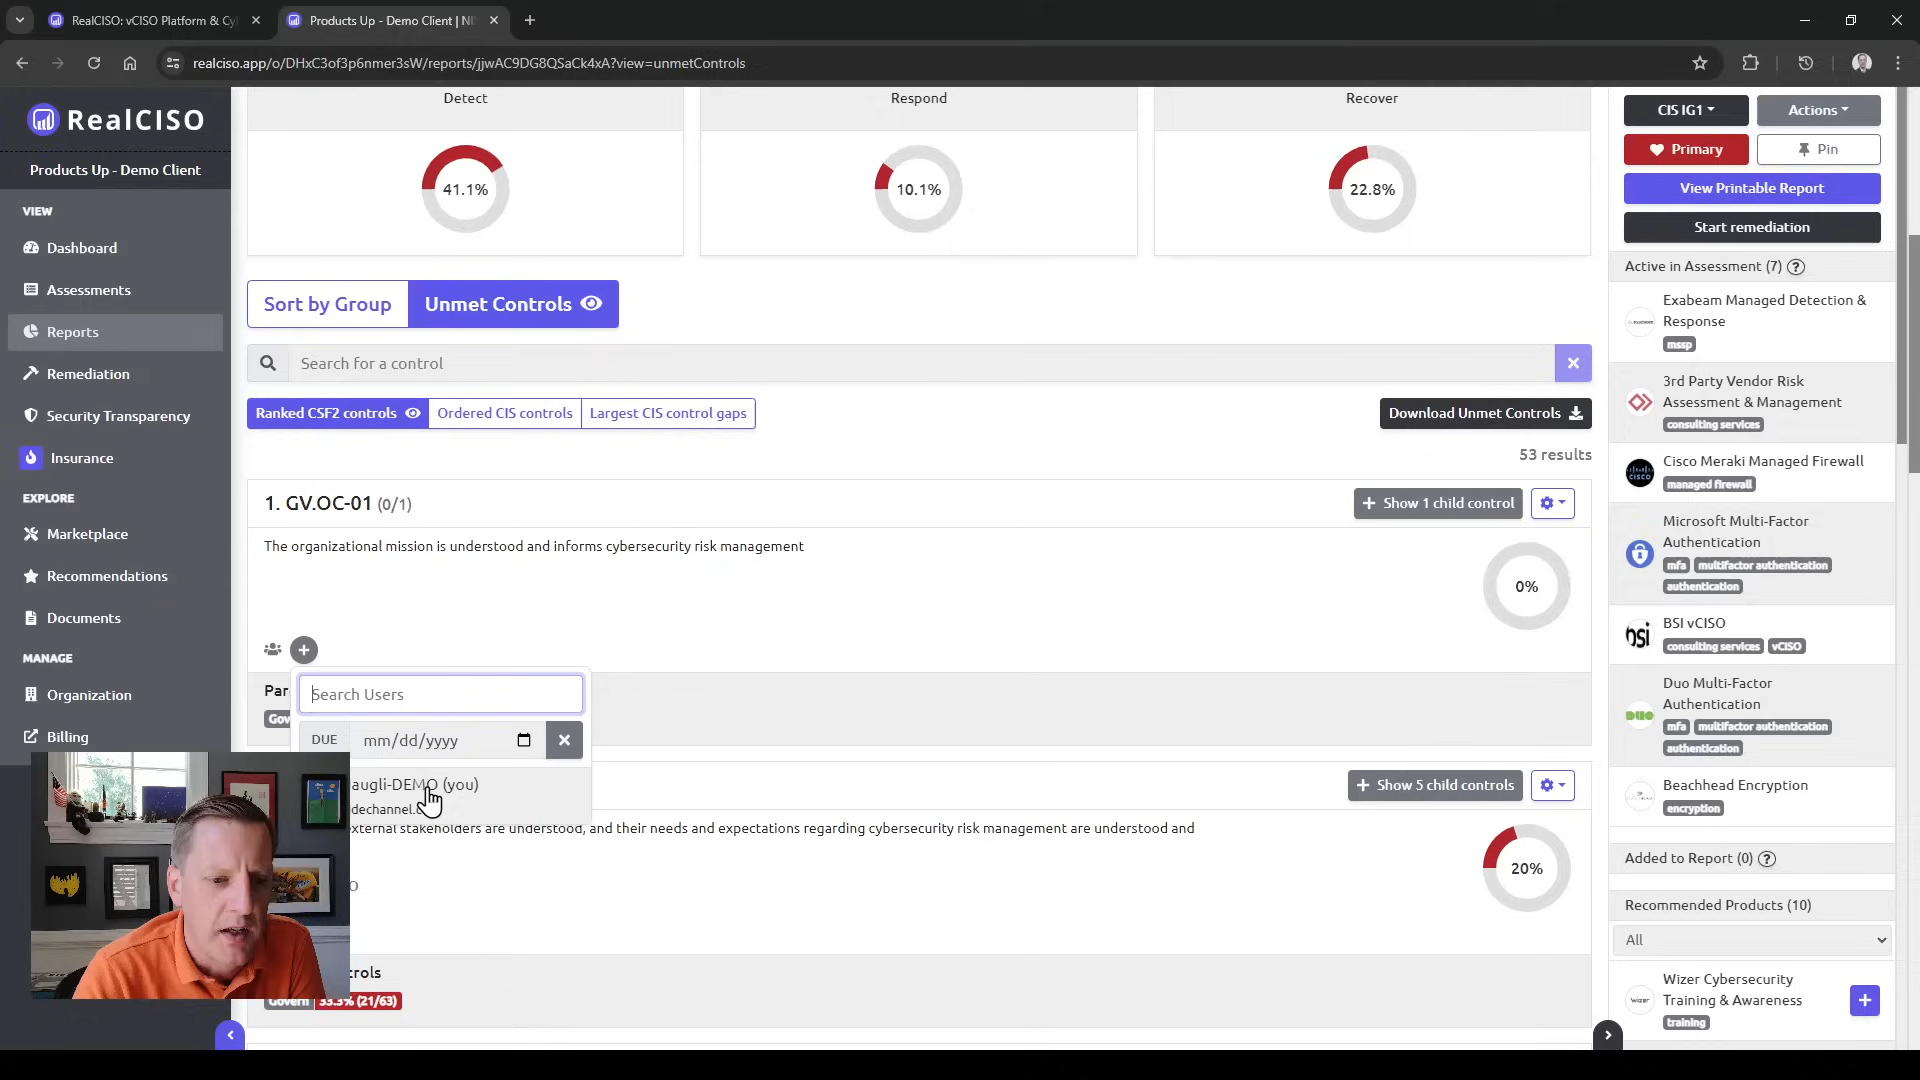 RealCISO: vCISO Platform & Cy
Products Up - Demo Client | NI
realciso.app/o/DHxC3of3p6nmer3sW/reports/jjwAC9DG8QSaCk4xA?view=unmetControls
RealCISO
Products Up - Demo Client
VIEW
Dashboard
Assessments
Reports
Remediation
Security Transparency
Insurance
EXPLORE
Marketplace
Recommendations
Documents
MANAGE
Organization
Billing
Detect
Respond
Recover
41.1%
10.1%
22.8%
Sort by Group
Unmet Controls
Search for a control
Ranked CSF2 controls
Ordered CIS controls
Largest CIS control gaps
Download Unmet Controls
53 results
1. GV.OC-01 (0/1)
Show 1 child control
The organizational mission is understood and informs cybersecurity risk management
0%
Par
Gov
Search Users
DUE
mm/dd/yyyy
augli-DEMO (you)
dechannel.c
Show 5 child controls
external stakeholders are understood, and their needs and expectations regarding cybersecurity risk management are understood and
20%
trols
Govern 33.3% (21/63)
CIS IG1
Actions
Primary
Pin
View Printable Report
Start remediation
Active in Assessment (7) ?
Exabeam Managed Detection &
Response
mssp
3rd Party Vendor Risk
Assessment & Management
consulting services
Cisco Meraki Managed Firewall
managed firewall
Microsoft Multi-Factor
Authentication
mfa multifactor authentication
authentication
BSI vCISO
consulting services vCISO
Duo Multi-Factor
Authentication
mfa multifactor authentication
authentication
Beachhead Encryption
encryption
Added to Report (0) ?
Recommended Products (10)
All
Wizer Cybersecurity
Training & Awareness
training